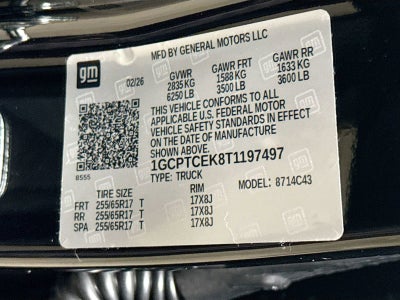 gm
MFD BY GENERAL MOTORS LLC
02/26 GVWR GAWR FRT GAWR RR
2835 KG 1588 KG 1633 KG
6250 LB 3500 LB 3600 LB
THIS VEHICLE CONFORMS TO ALL
APPLICABLE U.S. FEDERAL MOTOR
VEHICLE SAFETY STANDARDS IN EFFECT
ON THE DATE OF MANUFACTURE
SHOWN ABOVE.
1GCPTCEK8T1197497
8555 TYPE: TRUCK
MODEL: 8714C43
TIRE SIZE RIM
FRT 255/65R17 T 17X8J
RR 255/65R17 T 17X8J
SPA 255/65R17 T 17X8J